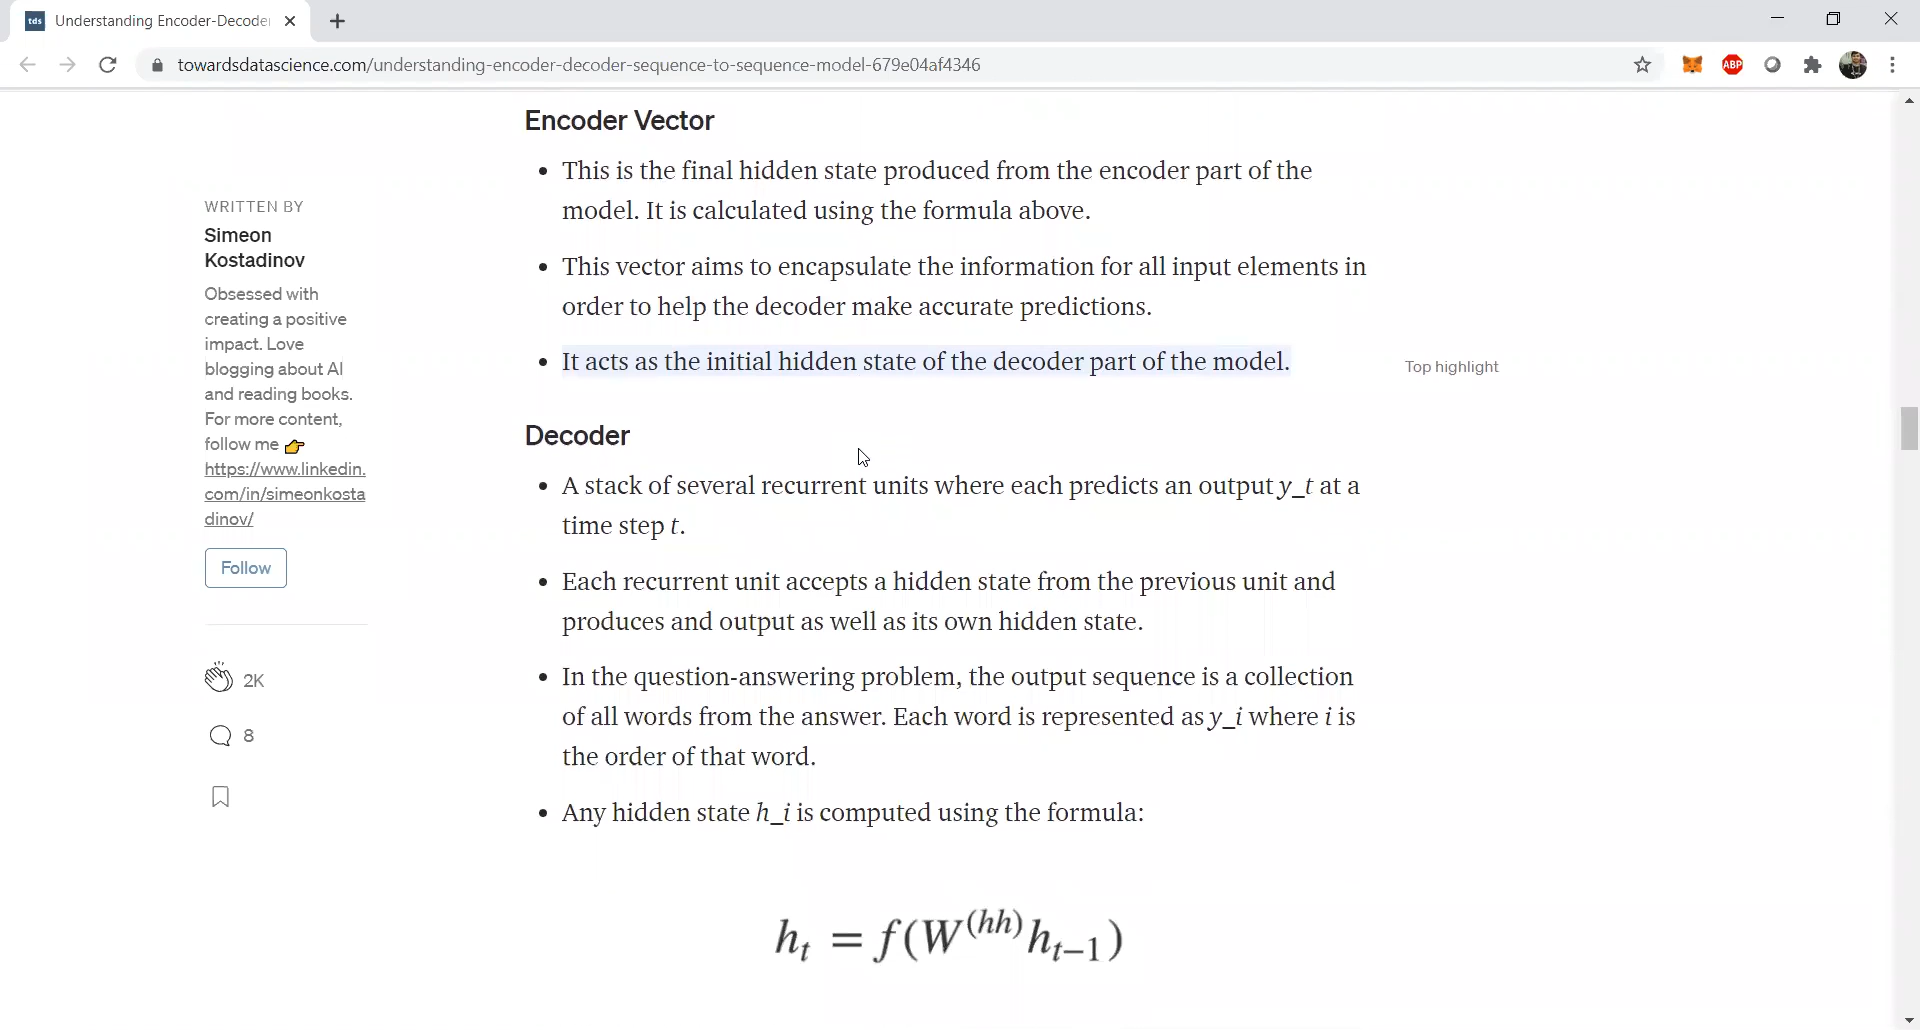 tds Understanding Encoder-Decode
towardsdatascience.com/understanding-encoder-decoder-sequence-to-sequence-model-679e04af4346
ABP
Encoder Vector
• This is the final hidden state produced from the encoder part of the
model. It is calculated using the formula above.
• This vector aims to encapsulate the information for all input elements in
order to help the decoder make accurate predictions.
• It acts as the initial hidden state of the decoder part of the model.
Top highlight
WRITTEN BY
Simeon
Kostadinov
Obsessed with
creating a positive
impact. Love
blogging about AI
and reading books.
For more content,
follow me 👉
https://www.linkedin.
com/in/simeonkosta
dinov/
Follow
2K
8
Decoder
• A stack of several recurrent units where each predicts an output y_t at a
time step t.
• Each recurrent unit accepts a hidden state from the previous unit and
produces and output as well as its own hidden state.
• In the question-answering problem, the output sequence is a collection
of all words from the answer. Each word is represented as y_i where i is
the order of that word.
• Any hidden state h_i is computed using the formula:
h_t = f(W^(hh) h_{t-1})